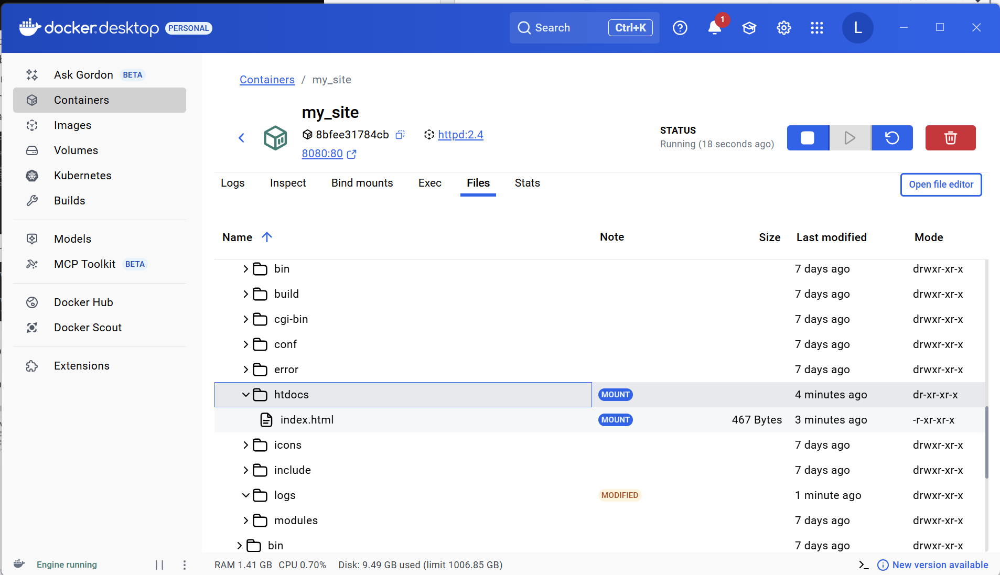 docker.desktop PERSONAL
Search Ctrl+K
1
L
Ask Gordon BETA
Containers
Images
Volumes
Kubernetes
Builds
Models
MCP Toolkit BETA
Docker Hub
Docker Scout
Extensions
Containers / my_site
my_site
8bfee31784cb httpd:2.4
8080:80
STATUS
Running (18 seconds ago)
Logs Inspect Bind mounts Exec Files Stats
Open file editor
Name Note Size Last modified Mode
bin 7 days ago drwxr-xr-x
build 7 days ago drwxr-xr-x
cgi-bin 7 days ago drwxr-xr-x
conf 7 days ago drwxr-xr-x
error 7 days ago drwxr-xr-x
htdocs MOUNT 4 minutes ago dr-xr-xr-x
index.html MOUNT 467 Bytes 3 minutes ago -r-xr-xr-x
icons 7 days ago drwxr-xr-x
include 7 days ago drwxr-xr-x
logs MODIFIED 1 minute ago drwxr-xr-x
modules 7 days ago drwxr-xr-x
bin 7 days ago drwxr-xr-x
Engine running
RAM 1.41 GB CPU 0.70% Disk: 9.49 GB used (limit 1006.85 GB)
New version available